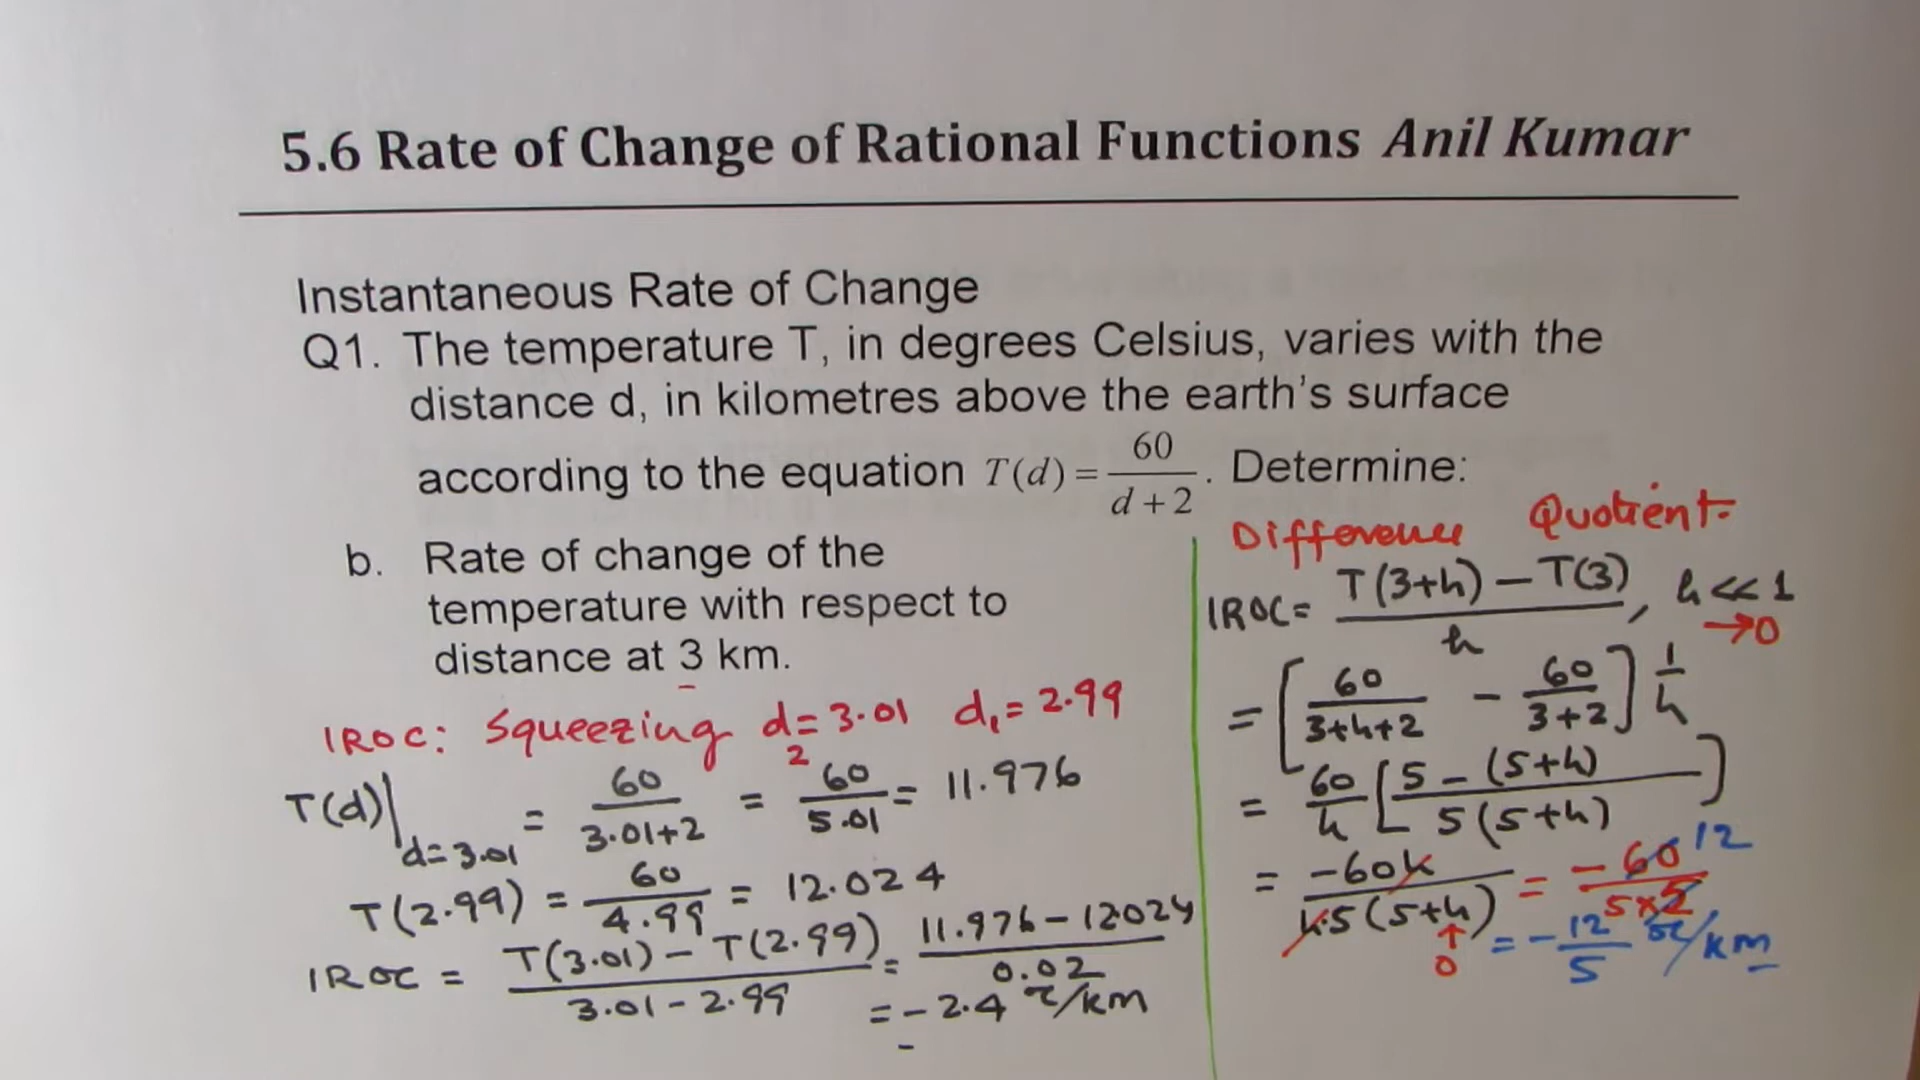 5.6 Rate of Change of Rational Functions Anil Kumar
Instantaneous Rate of Change
Q1. The temperature T, in degrees Celsius, varies with the
distance d, in kilometres above the earth's surface
according to the equation T(d) = 60/(d+2). Determine:
b. Rate of change of the
temperature with respect to
distance at 3 km.
IROC: Squeezing d₂=3.01 d₁=2.99
T(d)|d=3.01 = 60/(3.01+2) = 60/5.01 = 11.976
T(2.99) = 60/4.99 = 12.024
IROC = (T(3.01) - T(2.99))/(3.01 - 2.99) = (11.976 - 12.024)/0.02
= -2.4 °C/km
Difference Quotient
IROC = (T(3+h) - T(3))/h, h << 1
→0
= [60/(3+h+2) - 60/(3+2)] 1/h
= 60/h [(5 - (5+h))/(5(5+h))]
= -60h/(h·5(5+h)) = -60/(5×5) 12
↑
0
= -12/5 °C/km